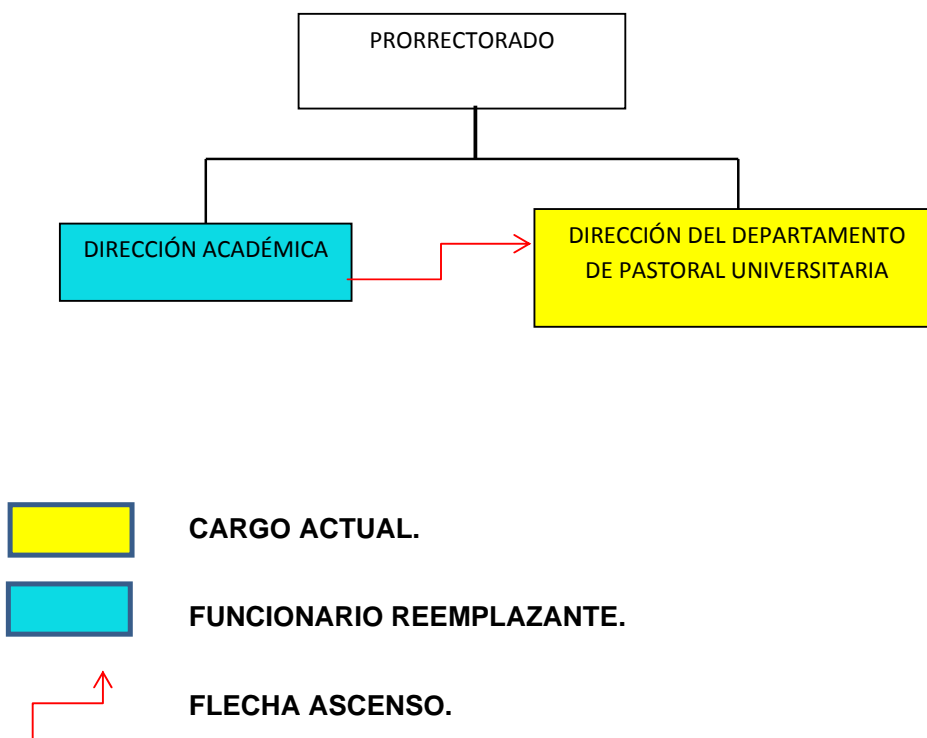 PRORRECTORADO
DIRECCIÓN ACADÉMICA
DIRECCIÓN DEL DEPARTAMENTO
DE PASTORAL UNIVERSITARIA
CARGO ACTUAL.
FUNCIONARIO REEMPLAZANTE.
FLECHA ASCENSO.